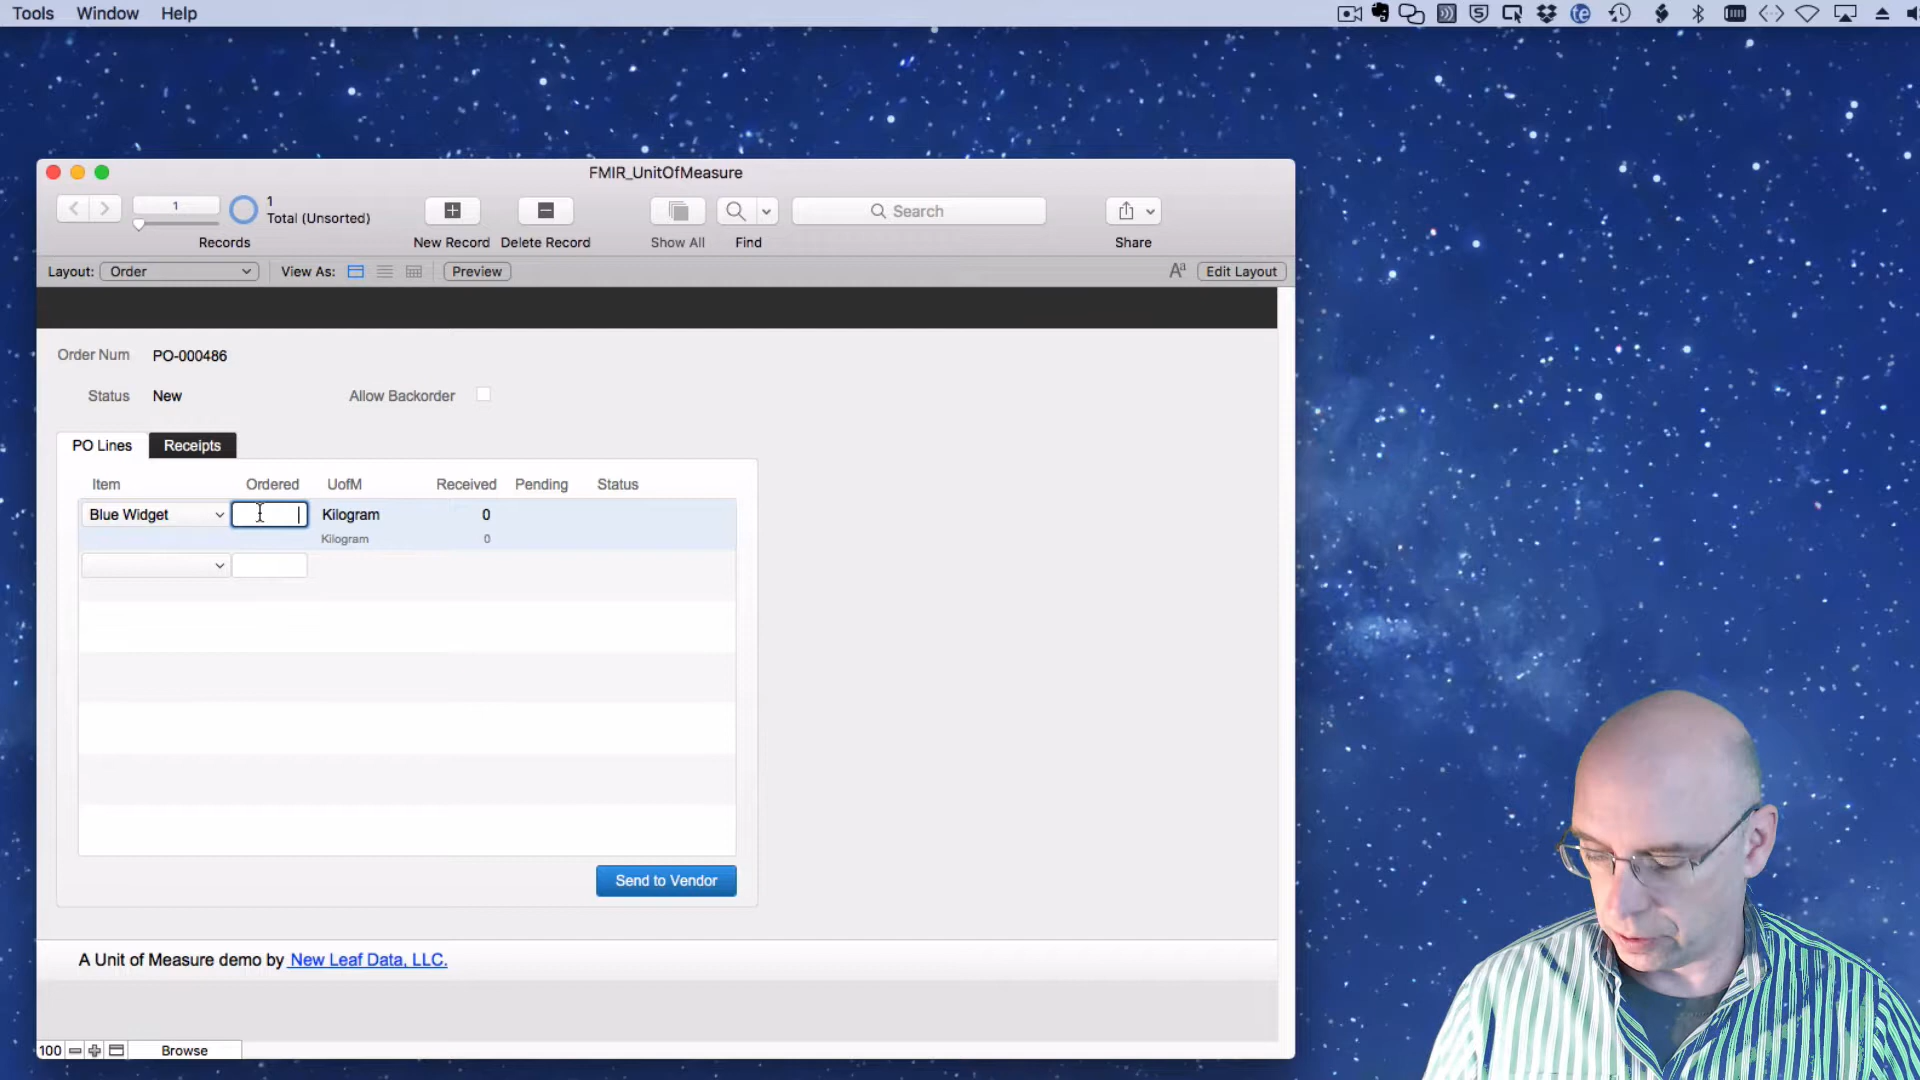 Tools Window Help
FMIR_UnitOfMeasure
1
1
Total (Unsorted)
Search
Records New Record Delete Record Show All Find Share
Layout: Order View As: Preview Aa Edit Layout
Order Num PO-000486
Status New Allow Backorder
PO Lines Receipts
Item Ordered UofM Received Pending Status
Blue Widget Kilogram 0
Kilogram 0
Send to Vendor
A Unit of Measure demo by New Leaf Data, LLC.
100 Browse